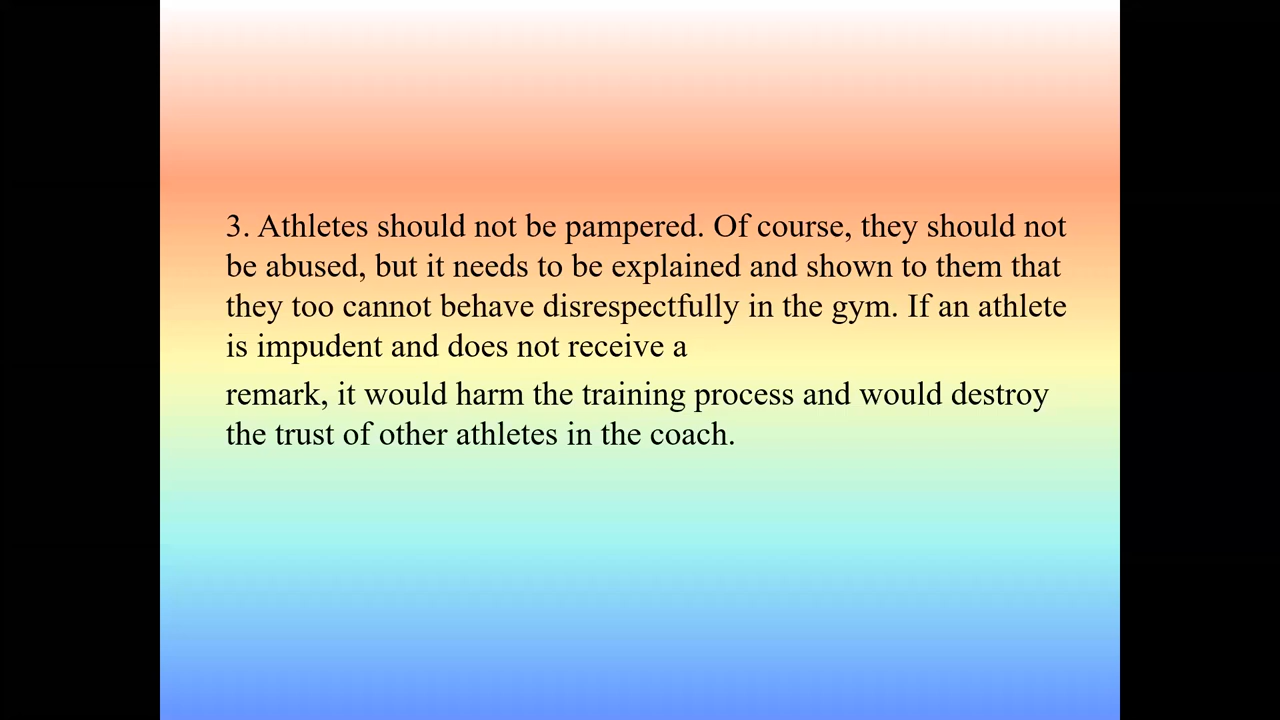 3. Athletes should not be pampered. Of course, they should not
be abused, but it needs to be explained and shown to them that
they too cannot behave disrespectfully in the gym. If an athlete
is impudent and does not receive a
remark, it would harm the training process and would destroy
the trust of other athletes in the coach.